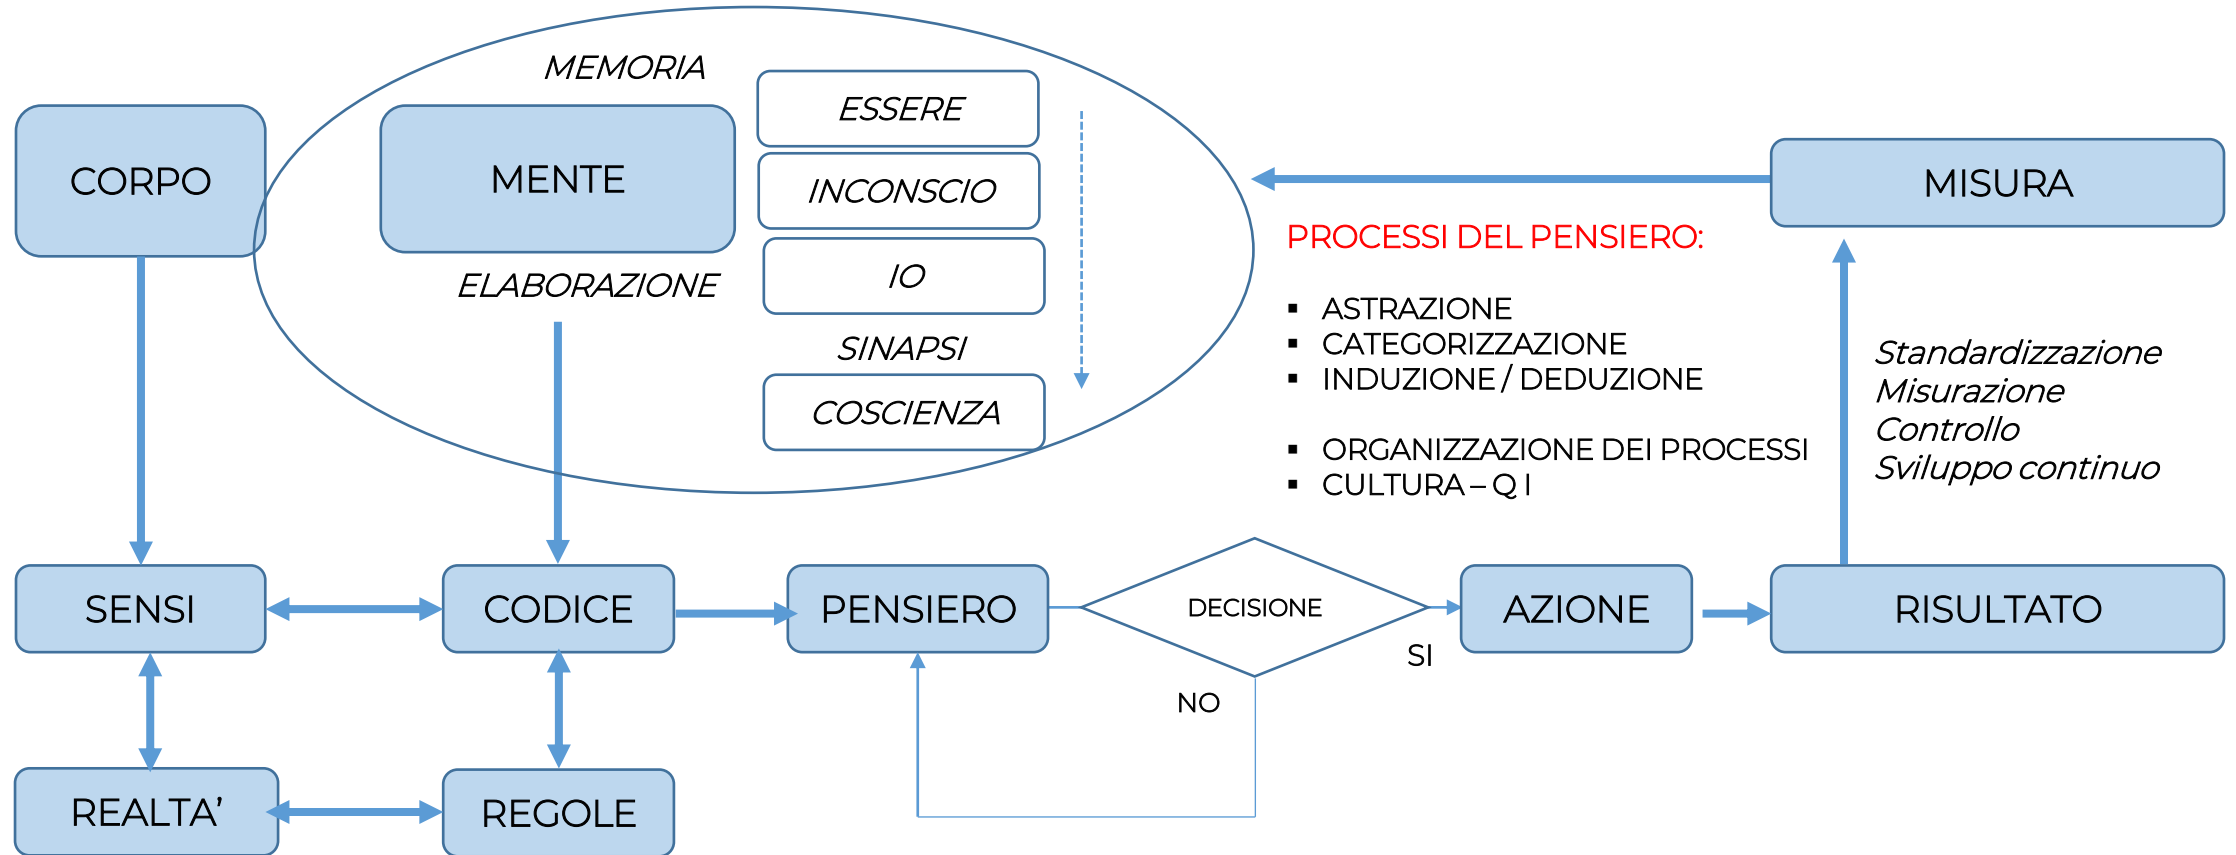 MEMORIA
ESSERE
CORPO
MENTE
INCONSCIO
MISURA
ELABORAZIONE
IO
SINAPSI
COSCIENZA
PROCESSI DEL PENSIERO:
▪ ASTRAZIONE
▪ CATEGORIZZAZIONE
▪ INDUZIONE / DEDUZIONE
▪ ORGANIZZAZIONE DEI PROCESSI
▪ CULTURA – Q I
Standardizzazione
Misurazione
Controllo
Sviluppo continuo
SENSI
CODICE
PENSIERO
DECISIONE
AZIONE
RISULTATO
SI
NO
REALTA’
REGOLE